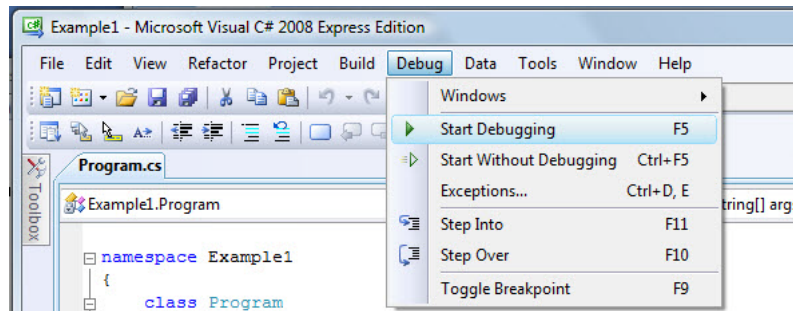 Example1 - Microsoft Visual C# 2008 Express Edition
File Edit View Refactor Project Build Debug Data Tools Window Help
Windows
Start Debugging F5
Start Without Debugging Ctrl+F5
Exceptions... Ctrl+D, E
Step Into F11
Step Over F10
Toggle Breakpoint F9
Toolbox
Program.cs
Example1.Program
tring[] arg
namespace Example1
{
class Program